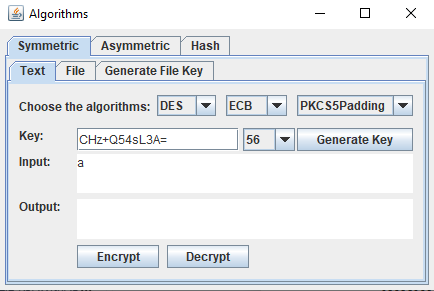 Algorithms
Symmetric Asymmetric Hash
Text File Generate File Key
Choose the algorithms: DES ECB PKCS5Padding
Key: CHz+Q54sL3A= 56 Generate Key
Input: a
Output:
Encrypt Decrypt